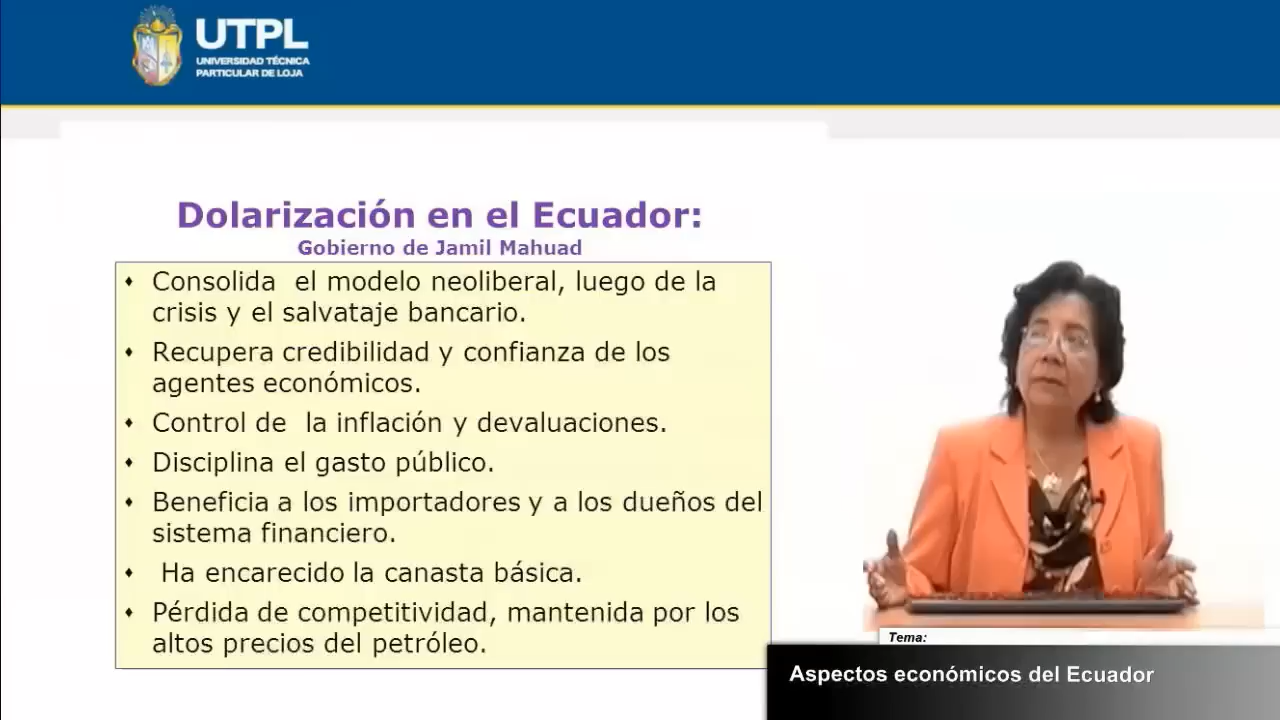 UTPL
UNIVERSIDAD TÉCNICA
PARTICULAR DE LOJA
Dolarización en el Ecuador:
Gobierno de Jamil Mahuad
Consolida el modelo neoliberal, luego de la
crisis y el salvataje bancario.
Recupera credibilidad y confianza de los
agentes económicos.
Control de la inflación y devaluaciones.
Disciplina el gasto público.
Beneficia a los importadores y a los dueños del
sistema financiero.
Ha encarecido la canasta básica.
Pérdida de competitividad, mantenida por los
altos precios del petróleo.
Tema:
Aspectos económicos del Ecuador